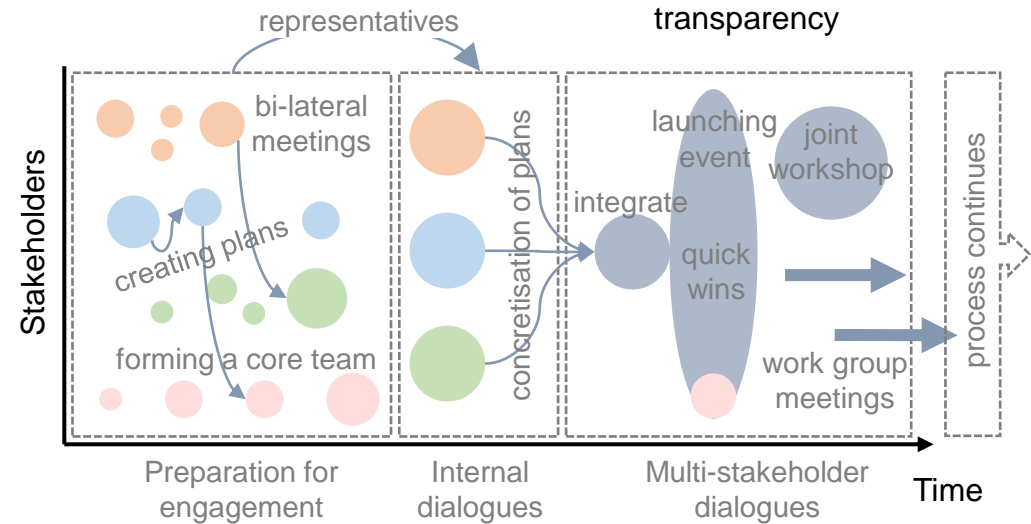 representatives
transparency
Stakeholders
bi-lateral
meetings
creating plans
forming a core team
concretisation of plans
integrate
launching
event
quick
wins
joint
workshop
work group
meetings
process continues
Preparation for
engagement
Internal
dialogues
Multi-stakeholder
dialogues
Time